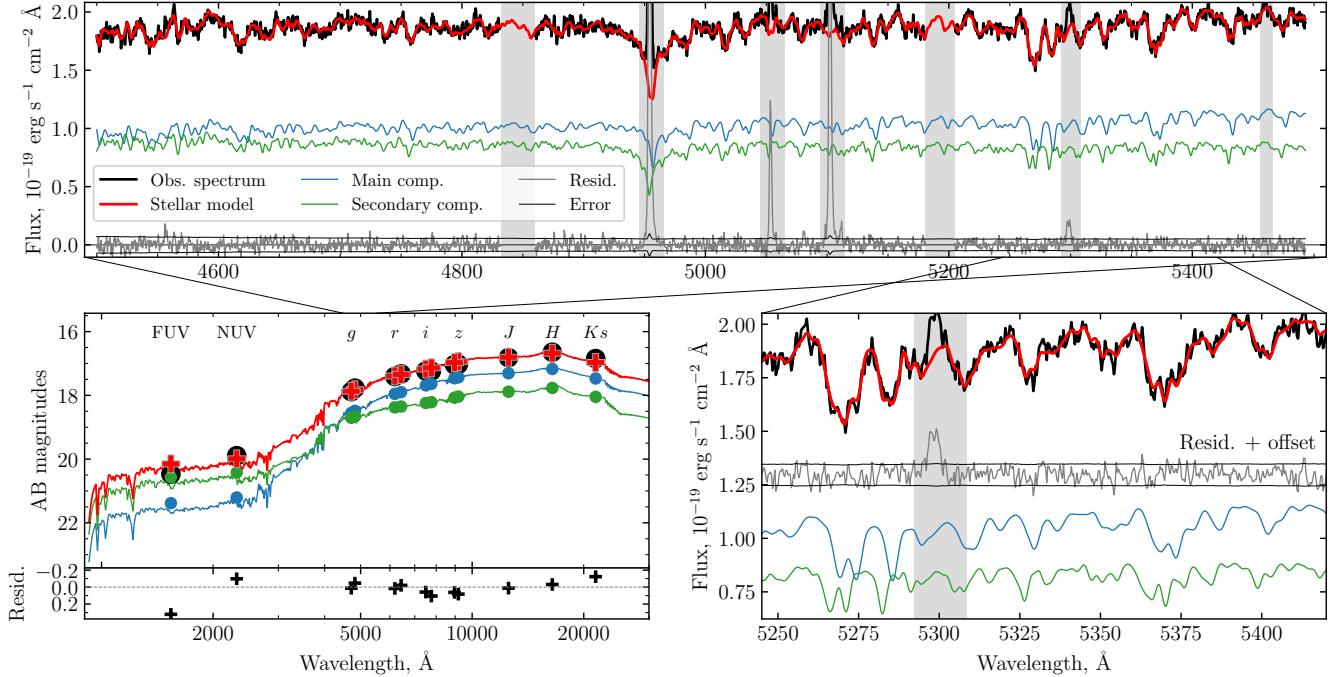 2.0
1.5
1.0
0.5
0.0
Flux, 10⁻¹⁹ erg s⁻¹ cm⁻² Å
Obs. spectrum
Main comp.
Resid.
Stellar model
Secondary comp.
Error
4600
4800
5000
5200
5400
16
18
20
22
AB magnitudes
FUV
NUV
g
r
i
z
J
H
Ks
−0.2
0.0
0.2
Resid.
2000
5000
10000
20000
Wavelength, Å
2.00
1.75
1.50
1.25
1.00
0.75
Flux, 10⁻¹⁹ erg s⁻¹ cm⁻² Å
Resid. + offset
5250
5275
5300
5325
5350
5375
5400
Wavelength, Å